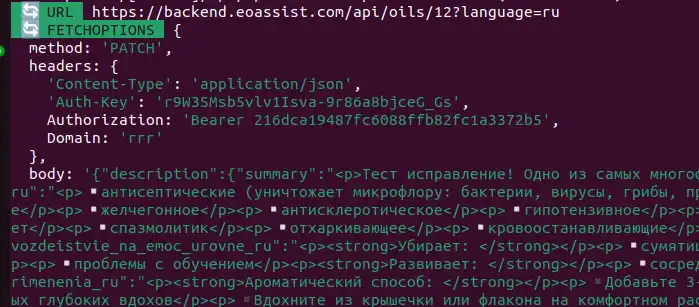 URL https://backend.eoassist.com/api/oils/12?language=ru
FETCHOPTIONS {
method: 'PATCH',
headers: {
'Content-Type': 'application/json',
'Auth-Key': 'r9W3SMsb5vlv1Isva-9r86a8bjceG_Gs',
Authorization: 'Bearer 216dca19487fc6088ffb82fc1a3372b5',
Domain: 'rrr'
},
body: '{"description":{"summary":"<p>Тест исправление! Одно из самых многос
ru":"<p>▪антисептические (уничтожает микрофлору: бактерии, вирусы, грибы, пр
е</p><p>▪желчегонное</p><p>▪антисклеротическое</p><p>▪гипотензивное</p><p>
ет</p><p>▪спазмолитик</p><p>▪отхаркивающее</p><p>▪кровоостанавливающие</p>
vozdeistvie_na_emoc_urovne_ru":"<p><strong>Убирает: </strong></p><p>▪сумятиц
p><p>▪проблемы с обучением</p><p><strong>Развивает: </strong></p><p>▪сосред
rimenenia_ru":"<p><strong>Ароматический способ: </strong></p><p>▪Добавьте 3
ых глубоких вдохов</p><p>▪Вдохните из крышечки или флакона на комфортном ра